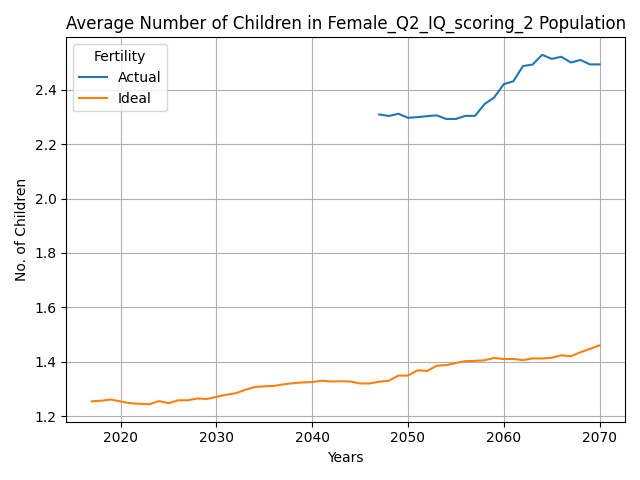 Average Number of Children in Female_Q2_IQ_scoring_2 Population
Fertility
Actual
Ideal
No. of Children
2.4
2.2
2.0
1.8
1.6
1.4
1.2
2020 2030 2040 2050 2060 2070
Years